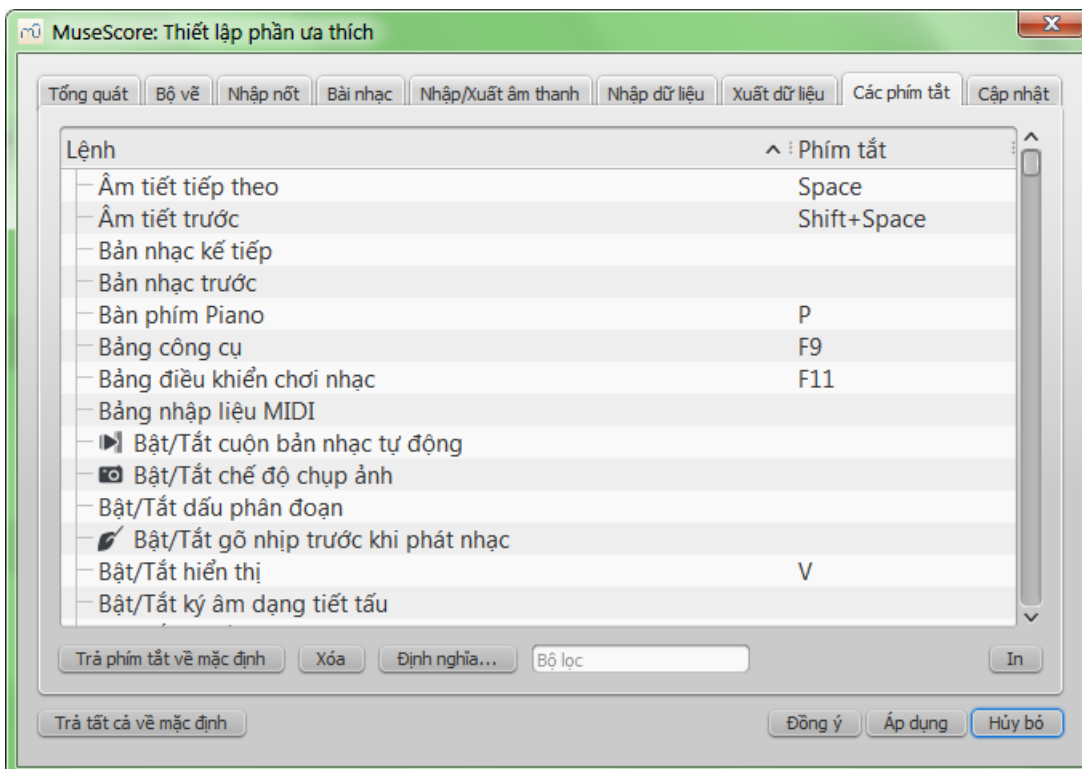 MuseScore: Thiết lập phần ưa thích
Tổng quát Bộ vẽ Nhập nốt Bài nhạc Nhập/Xuất âm thanh Nhập dữ liệu Xuất dữ liệu Các phím tắt Cập nhật
Lệnh Phím tắt
Âm tiết tiếp theo Space
Âm tiết trước Shift+Space
Bản nhạc kế tiếp
Bản nhạc trước
Bàn phím Piano P
Bảng công cụ F9
Bảng điều khiển chơi nhạc F11
Bảng nhập liệu MIDI
Bật/Tắt cuộn bản nhạc tự động
Bật/Tắt chế độ chụp ảnh
Bật/Tắt dấu phân đoạn
Bật/Tắt gõ nhịp trước khi phát nhạc
Bật/Tắt hiển thị V
Bật/Tắt ký âm dạng tiết tấu
Trả phím tắt về mặc định Xóa Định nghĩa... Bộ lọc In
Trả tất cả về mặc định Đồng ý Áp dụng Hủy bỏ